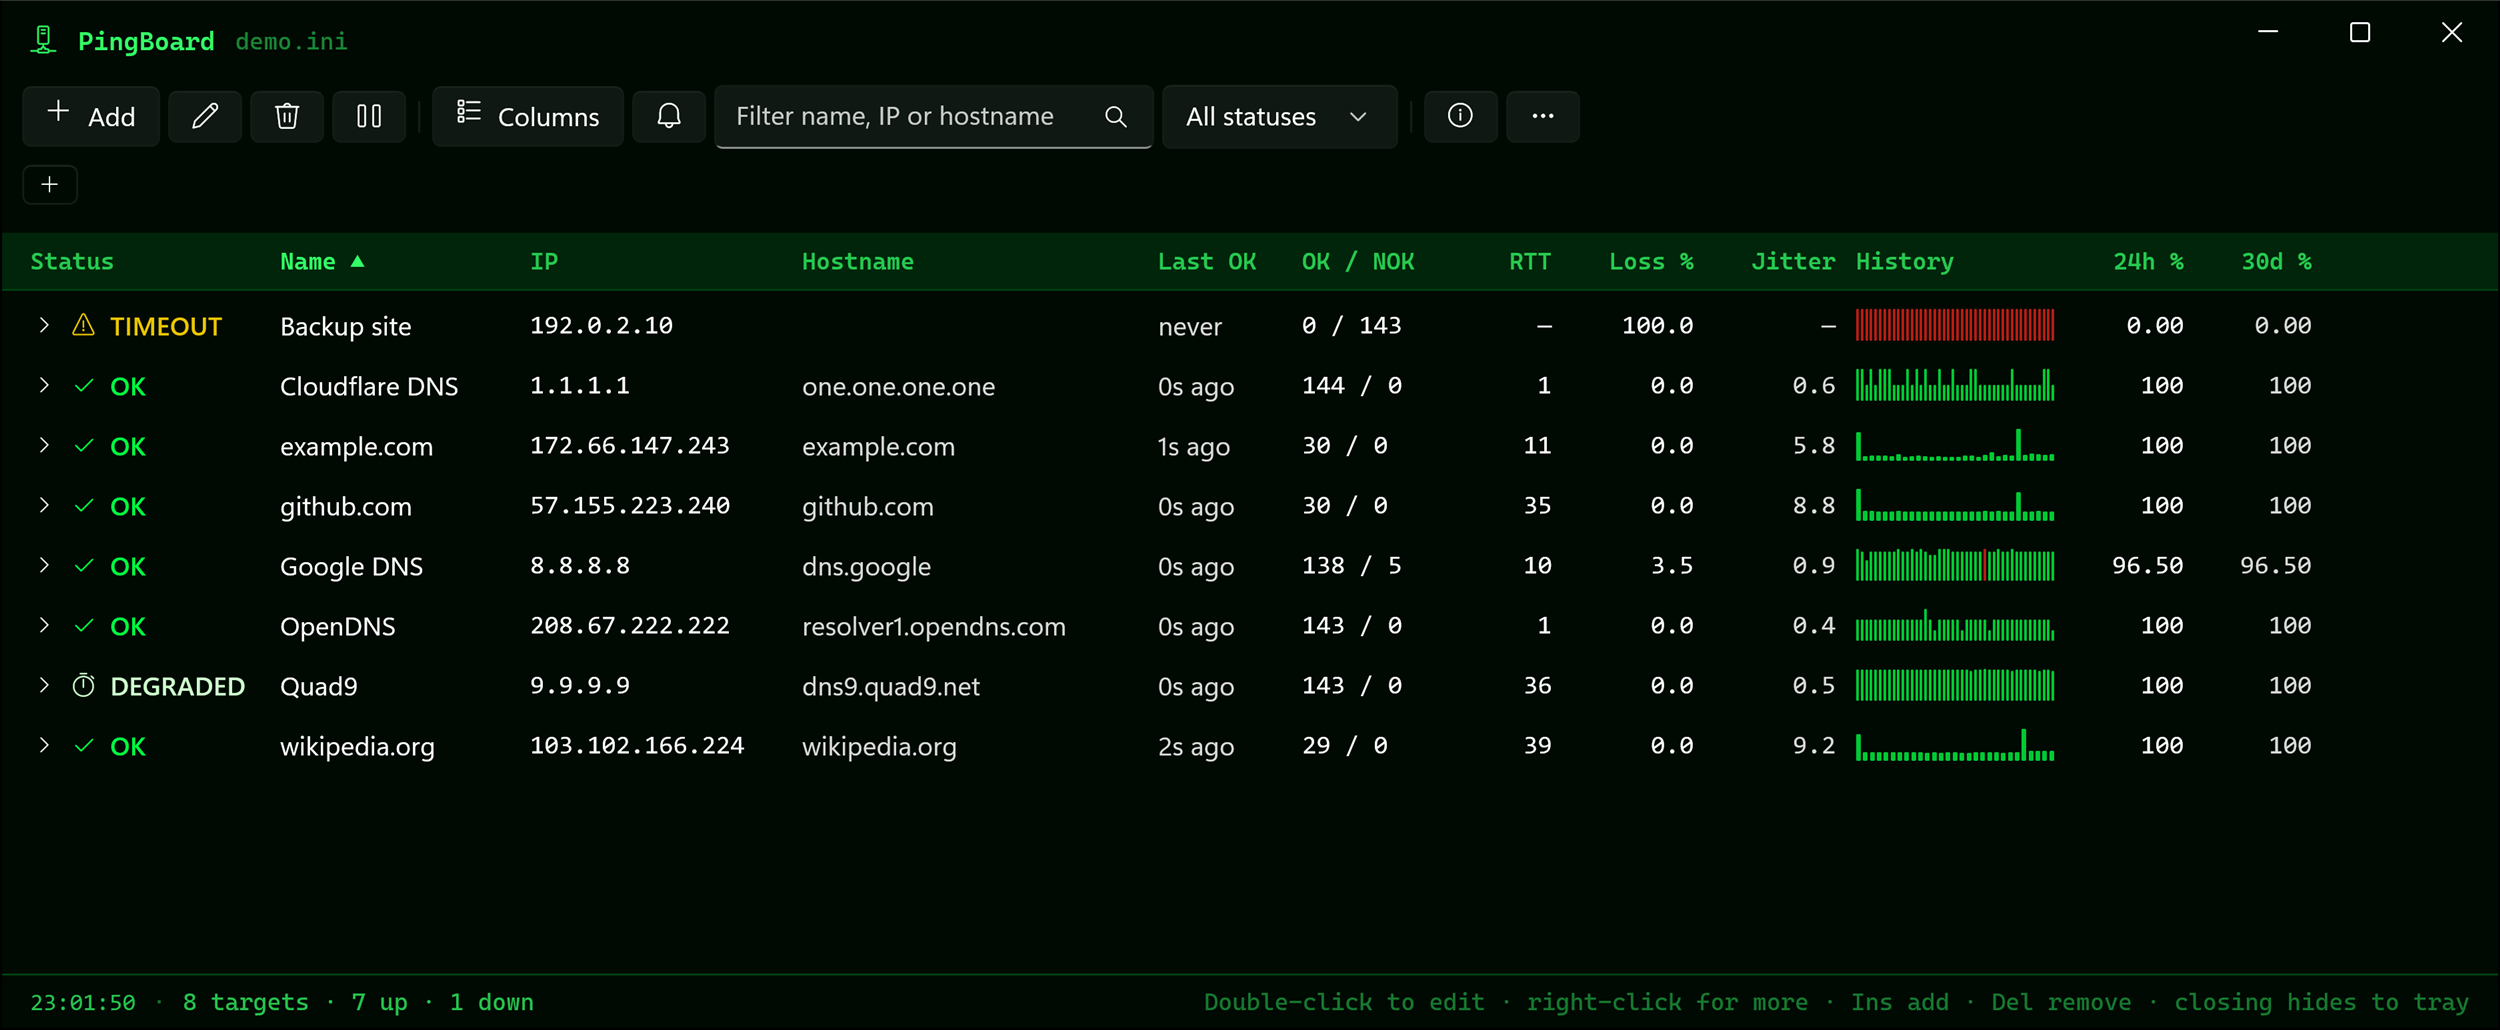 PingBoard demo.ini
Add Columns Filter name, IP or hostname All statuses
Status Name ▲ IP Hostname Last OK OK / NOK RTT Loss % Jitter History 24h % 30d %
TIMEOUT Backup site 192.0.2.10 never 0 / 143 — 100.0 — 0.00 0.00
OK Cloudflare DNS 1.1.1.1 one.one.one.one 0s ago 144 / 0 1 0.0 0.6 100 100
OK example.com 172.66.147.243 example.com 1s ago 30 / 0 11 0.0 5.8 100 100
OK github.com 57.155.223.240 github.com 0s ago 30 / 0 35 0.0 8.8 100 100
OK Google DNS 8.8.8.8 dns.google 0s ago 138 / 5 10 3.5 0.9 96.50 96.50
OK OpenDNS 208.67.222.222 resolver1.opendns.com 0s ago 143 / 0 1 0.0 0.4 100 100
DEGRADED Quad9 9.9.9.9 dns9.quad9.net 0s ago 143 / 0 36 0.0 0.5 100 100
OK wikipedia.org 103.102.166.224 wikipedia.org 2s ago 29 / 0 39 0.0 9.2 100 100
23:01:50 · 8 targets · 7 up · 1 down Double-click to edit · right-click for more · Ins add · Del remove · closing hides to tray